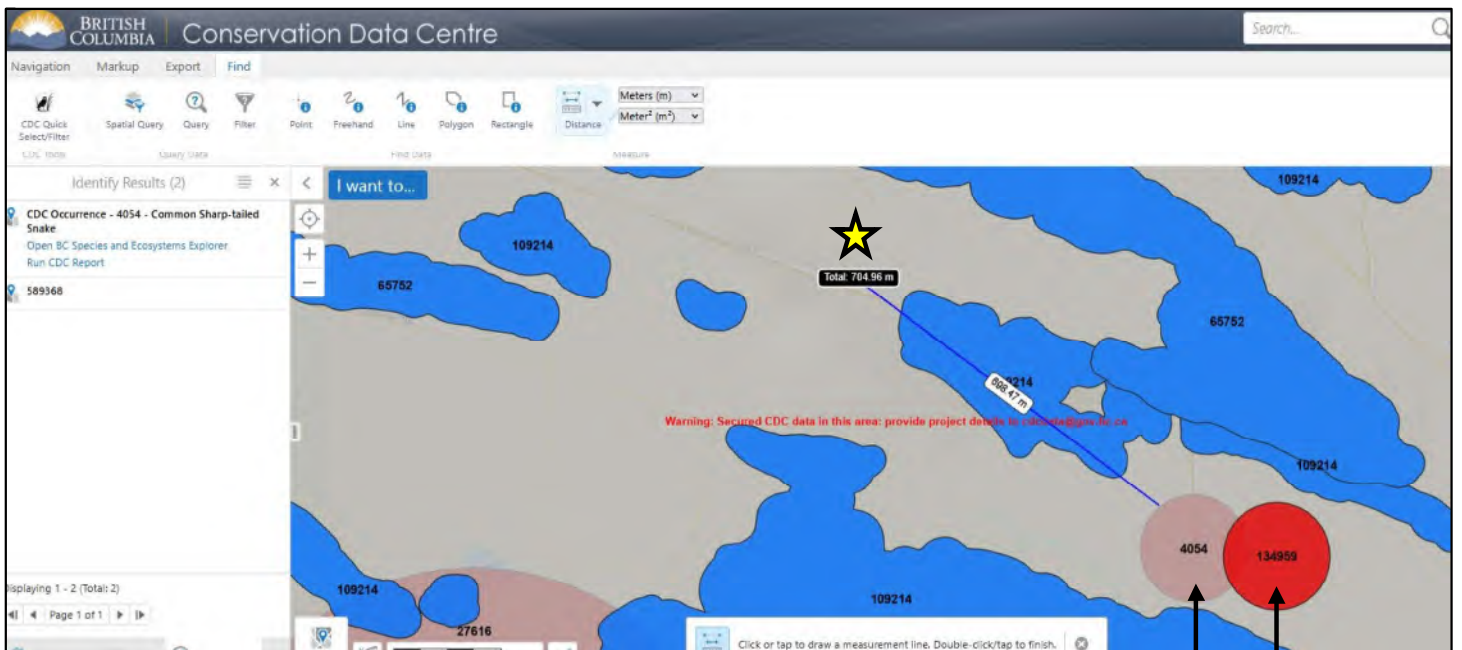 BRITISH COLUMBIA Conservation Data Centre
Search...
Navigation Markup Export Find
CDC Quick Select/Filter
Spatial Query
Query
Filter
Point
Freehand
Line
Polygon
Rectangle
Distance
Meters (m)
Meter² (m²)
CDC Tools
Query Data
Find Data
Measure
Identify Results (2)
CDC Occurrence - 4054 - Common Sharp-tailed
Snake
Open BC Species and Ecosystems Explorer
Run CDC Report
589368
Displaying 1 - 2 (Total: 2)
Page 1 of 1
I want to...
109214
109214
65752
Total: 704.96 m
65752
9214
698.47 m
Warning: Secured CDC data in this area: provide project
109214
4054
134959
109214
109214
27616
Click or tap to draw a measurement line. Double-click/tap to finish.